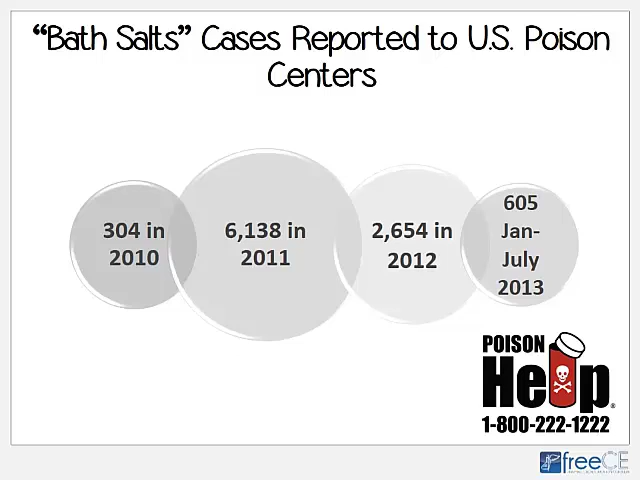 “Bath Salts” Cases Reported to U.S. Poison
Centers
304 in
2010
6,138 in
2011
2,654 in
2012
605
Jan-
July
2013
POISON
Help®
1-800-222-1222
freeCE